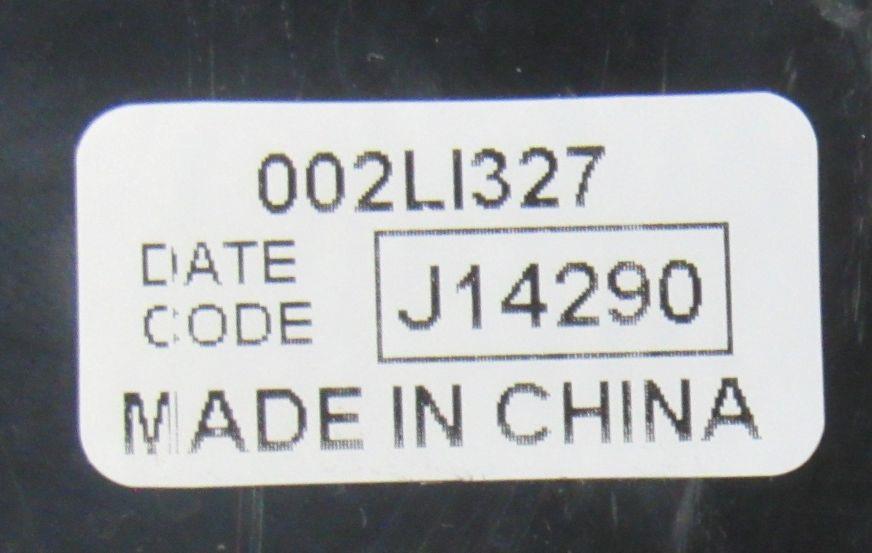 002LI327
DATE
CODE
J14290
MADE IN CHINA